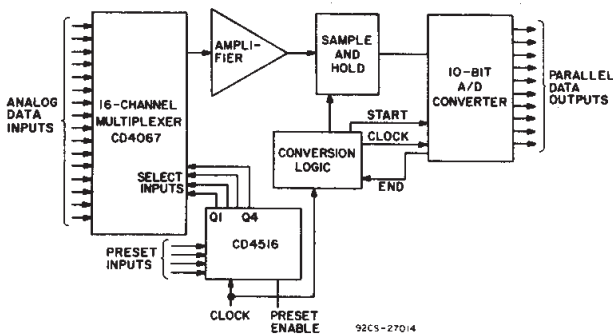 ANALOG
DATA
INPUTS
16-CHANNEL
MULTIPLEXER
CD4067
AMPLI-
FIER
SAMPLE
AND
HOLD
10-BIT
A/D
CONVERTER
PARALLEL
DATA
OUTPUTS
START
CLOCK
END
CONVERSION
LOGIC
SELECT
INPUTS
Q1 Q4
CD4516
PRESET
INPUTS
CLOCK
PRESET
ENABLE
92CS-27014